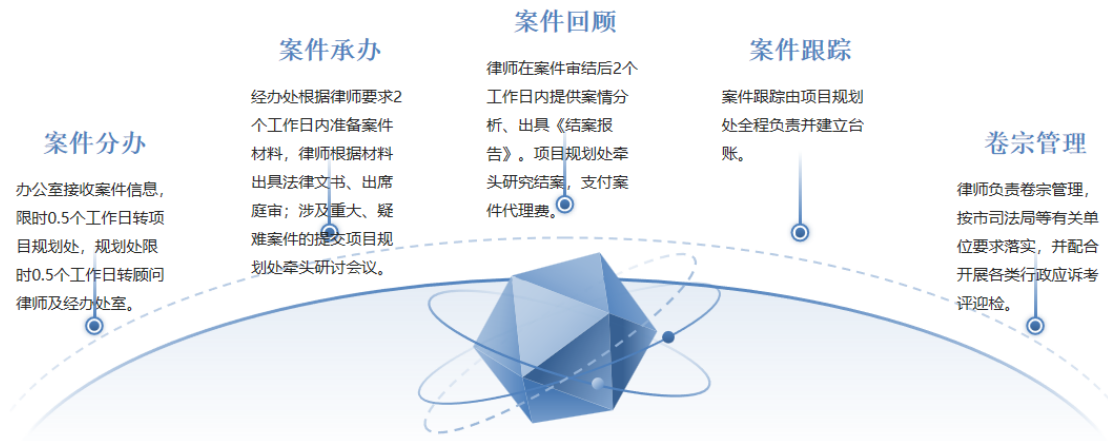 案件分办
办公室接收案件信息，
限时0.5个工作日转项
目规划处，规划处限
时0.5个工作日转顾问
律师及经办处室。
案件承办
经办处根据律师要求2
个工作日内准备案件
材料，律师根据材料
出具法律文书、出席
庭审；涉及重大、疑
难案件的提交项目规
划处牵头研讨会议。
案件回顾
律师在案件审结后2个
工作日内提供案情分
析、出具《结案报
告》。项目规划处牵
头研究结案，支付案
件代理费。
案件跟踪
案件跟踪由项目规划
处全程负责并建立台
账。
卷宗管理
律师负责卷宗管理，
按市司法局等有关单
位要求落实，并配合
开展各类行政应诉考
评迎检。